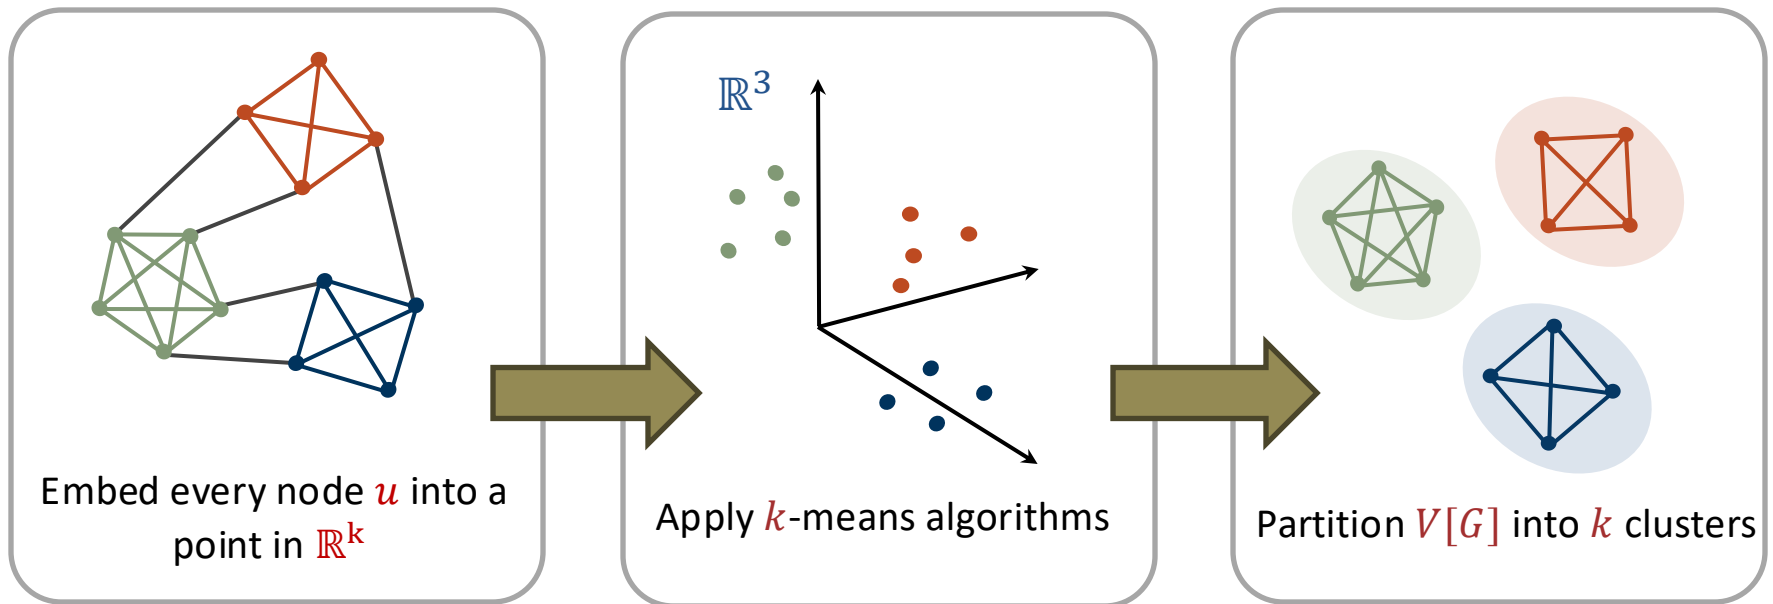 Embed every node u into a
point in ℝᵏ
ℝ³
Apply k-means algorithms
Partition V[G] into k clusters